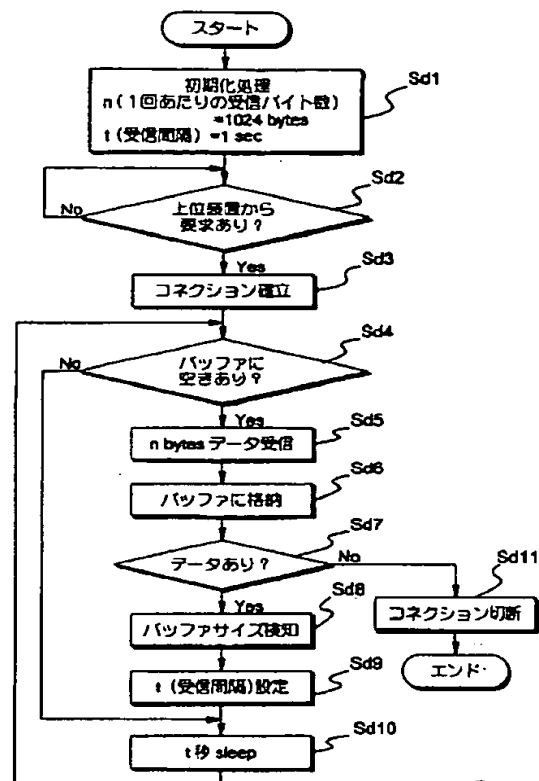 スタート
初期化処理
n(1回あたりの受信バイト数)
=1024 bytes
t(受信間隔)=1 sec
Sd1
Sd2
上位装置から
要求あり?
No
Yes
Sd3
コネクション確立
Sd4
バッファに
空きあり?
No
Yes
Sd5
n bytes データ受信
Sd6
バッファに格納
Sd7
データあり?
No
Yes
Sd11
コネクション切断
エンド
Sd8
バッファサイズ検知
Sd9
t(受信間隔)設定
Sd10
t 秒 sleep